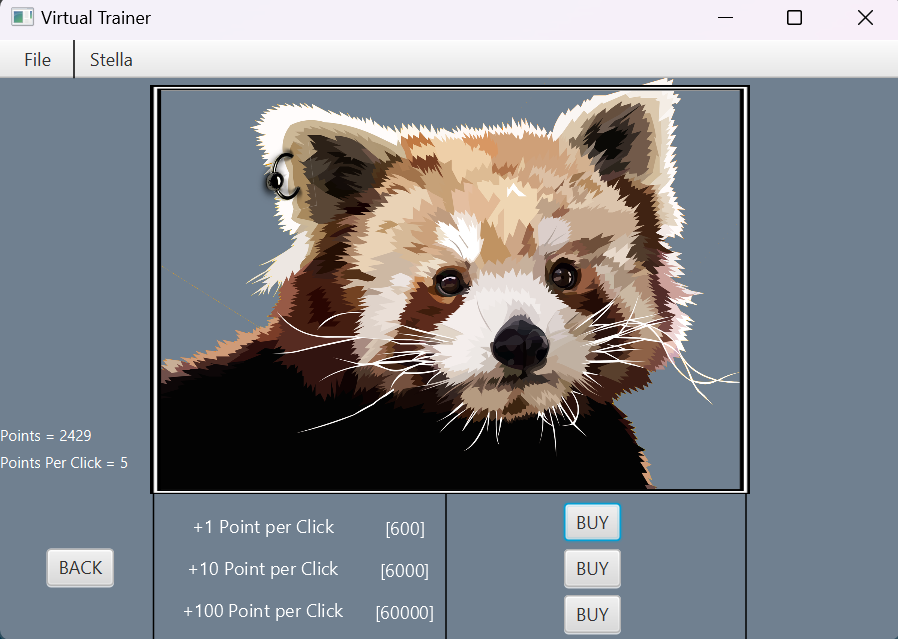 Virtual Trainer
File Stella
Points = 2429
Points Per Click = 5
+1 Point per Click [600] BUY
BACK +10 Point per Click [6000] BUY
+100 Point per Click [60000] BUY